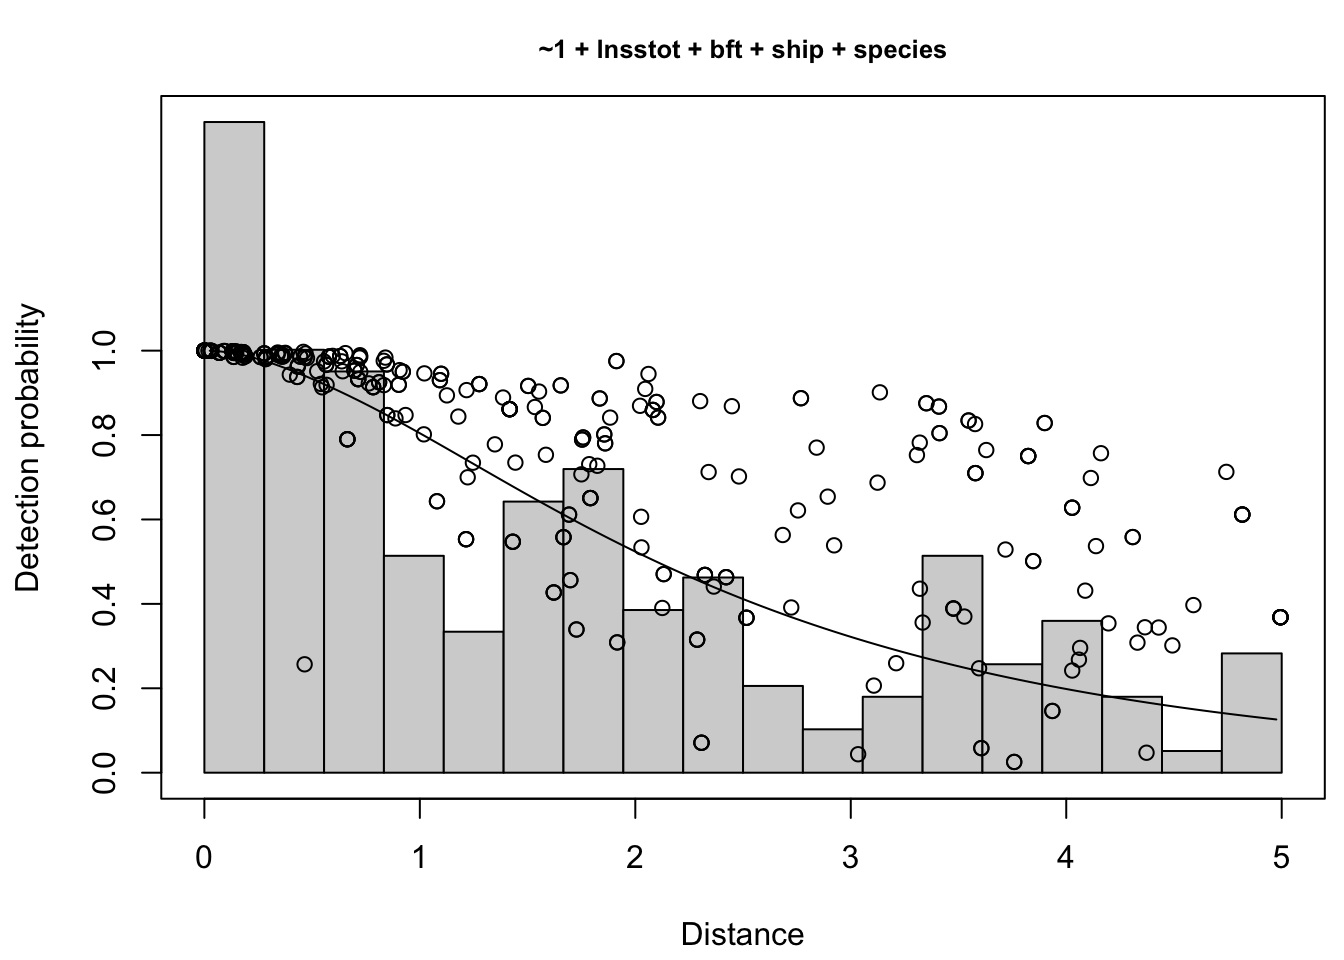 ~1 + lnsstot + bft + ship + species
Detection probability
1.0
0.8
0.6
0.4
0.2
0.0
0 1 2 3 4 5
Distance